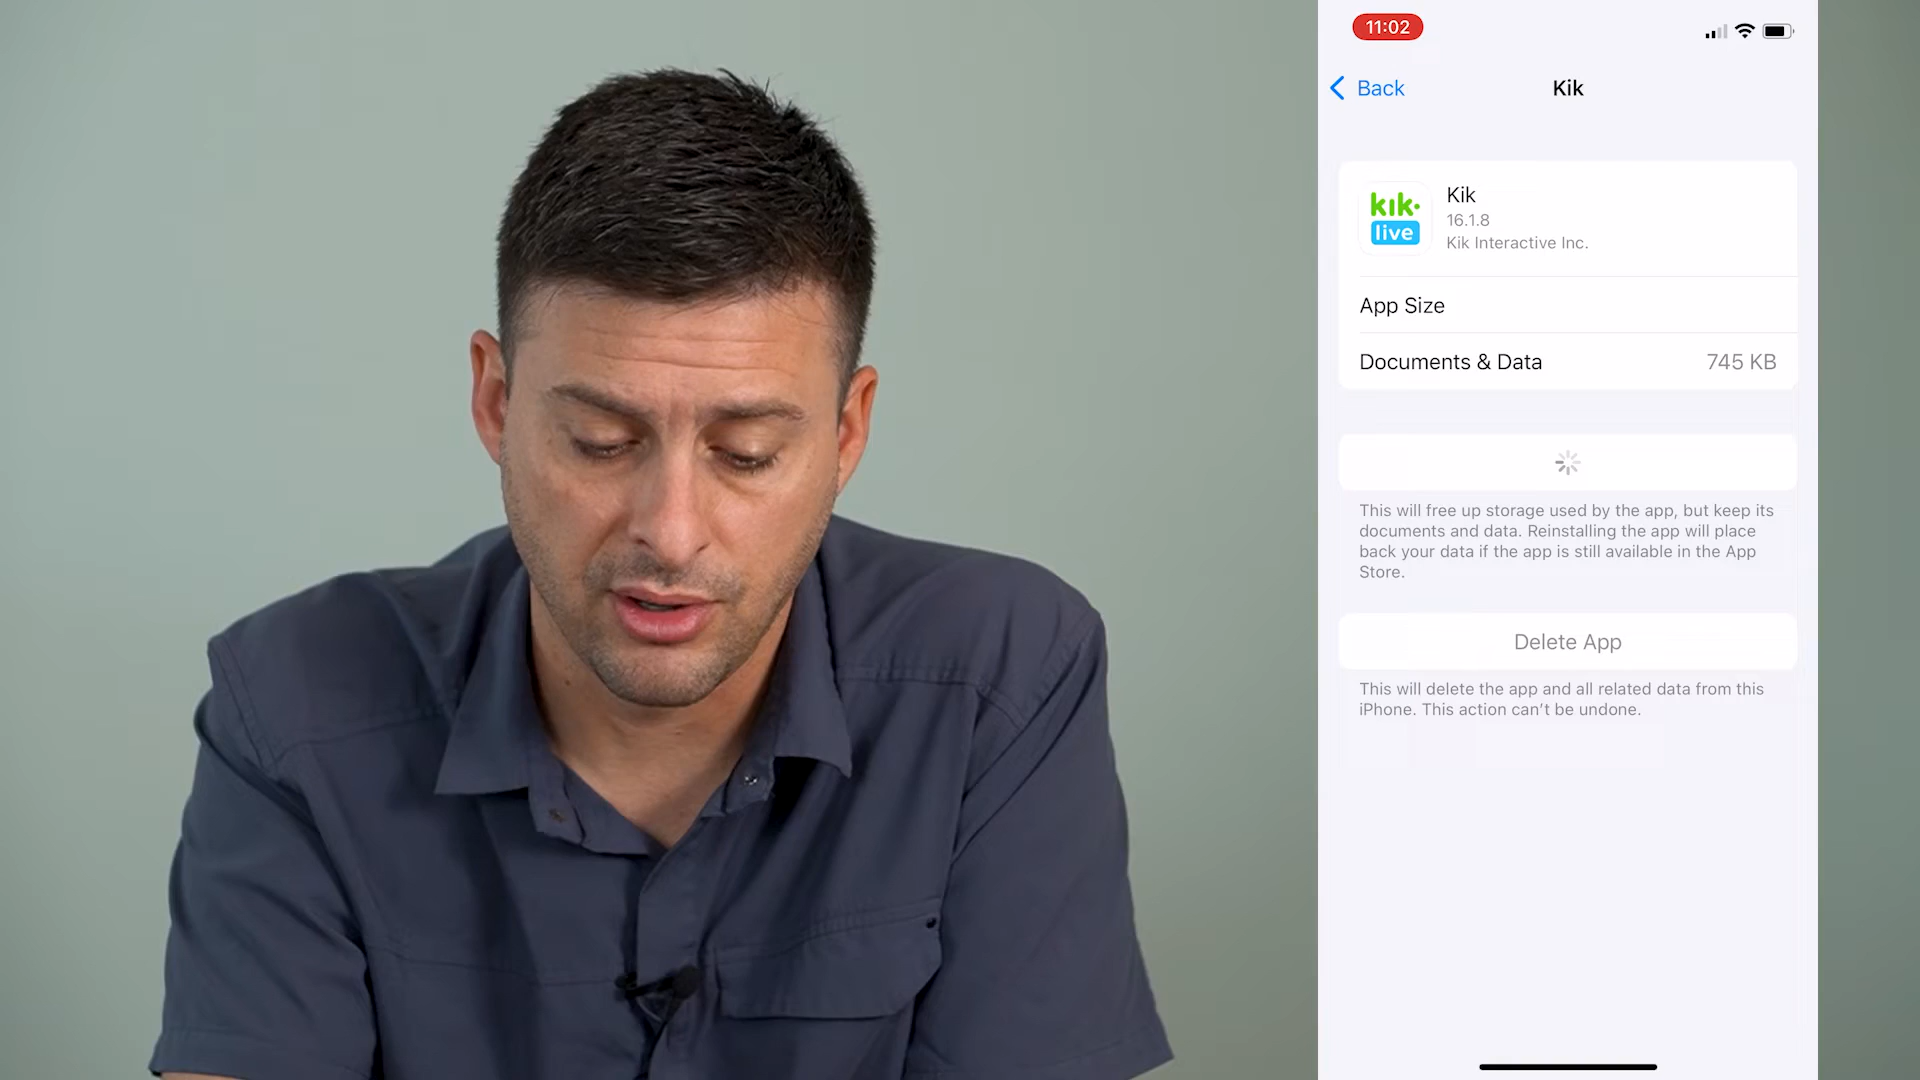 11:02
Back
Kik
kik.
live
Kik
16.1.8
Kik Interactive Inc.
App Size
Documents & Data 745 KB
This will free up storage used by the app, but keep its
documents and data. Reinstalling the app will place
back your data if the app is still available in the App
Store.
Delete App
This will delete the app and all related data from this
iPhone. This action can't be undone.